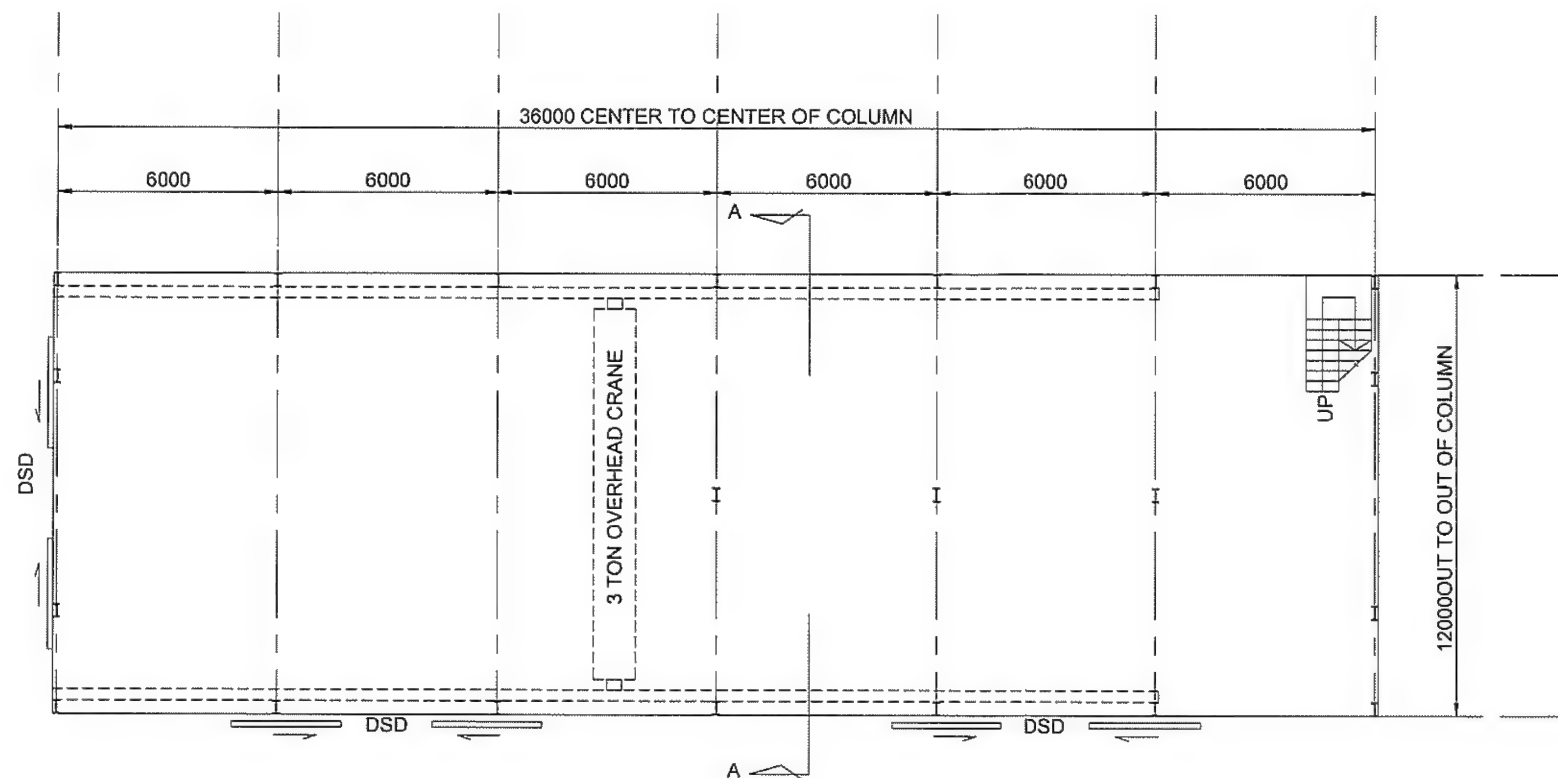 36000 CENTER TO CENTER OF COLUMN
6000
6000
6000
6000
6000
6000
A
UP
3 TON OVERHEAD CRANE
12000OUT TO OUT OF COLUMN
DSD
DSD
DSD
A